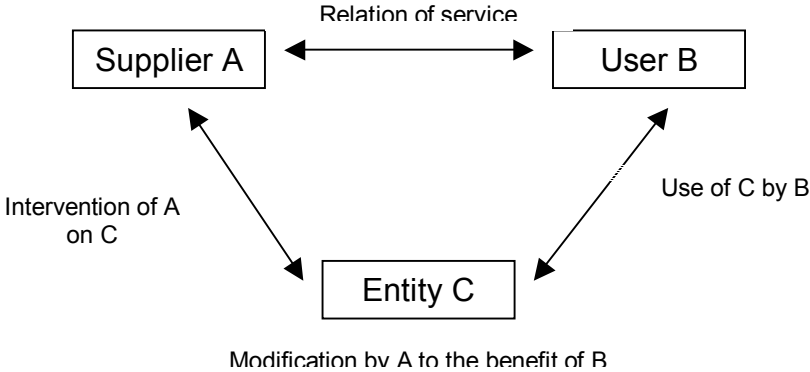 Relation of service
Supplier A
User B
Intervention of A
on C
Use of C by B
Entity C
Modification by A to the benefit of B